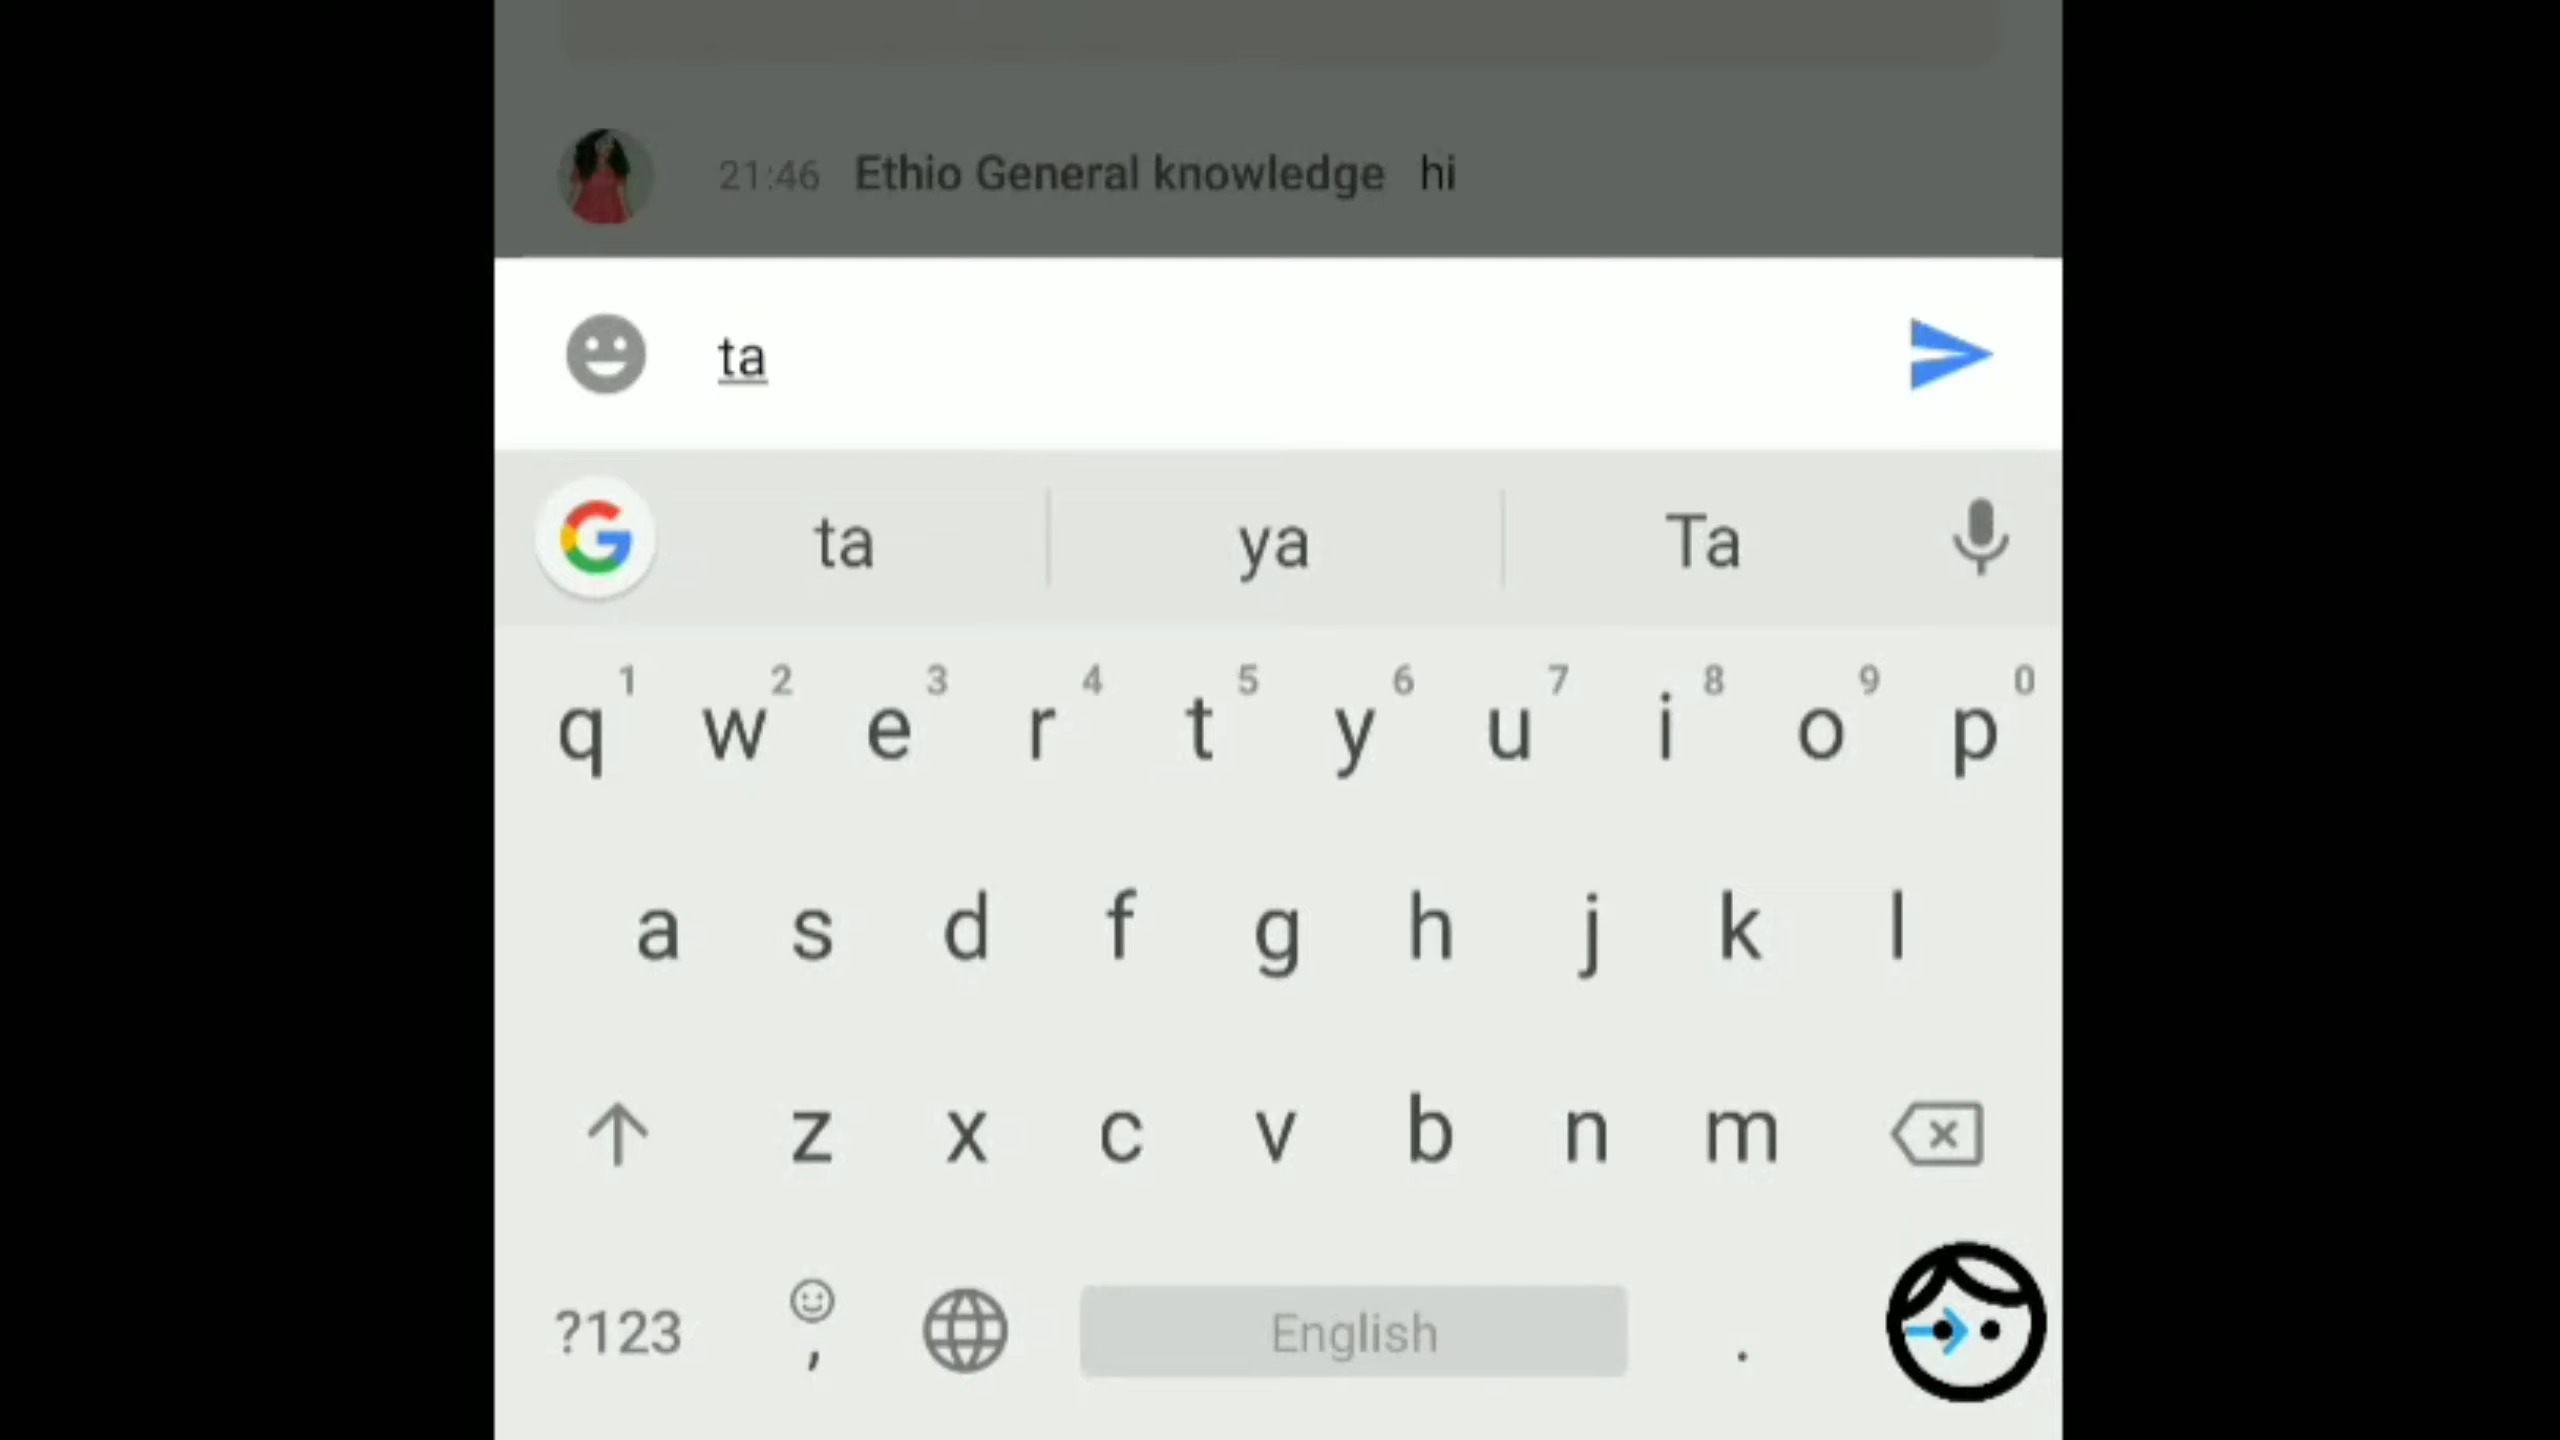 21:46 Ethio General knowledge hi
ta
ta ya Ta
1 2 3 4 5 6 7 8 9 0
q w e r t y u i o p
a s d f g h j k l
z x c v b n m
?123 , English .